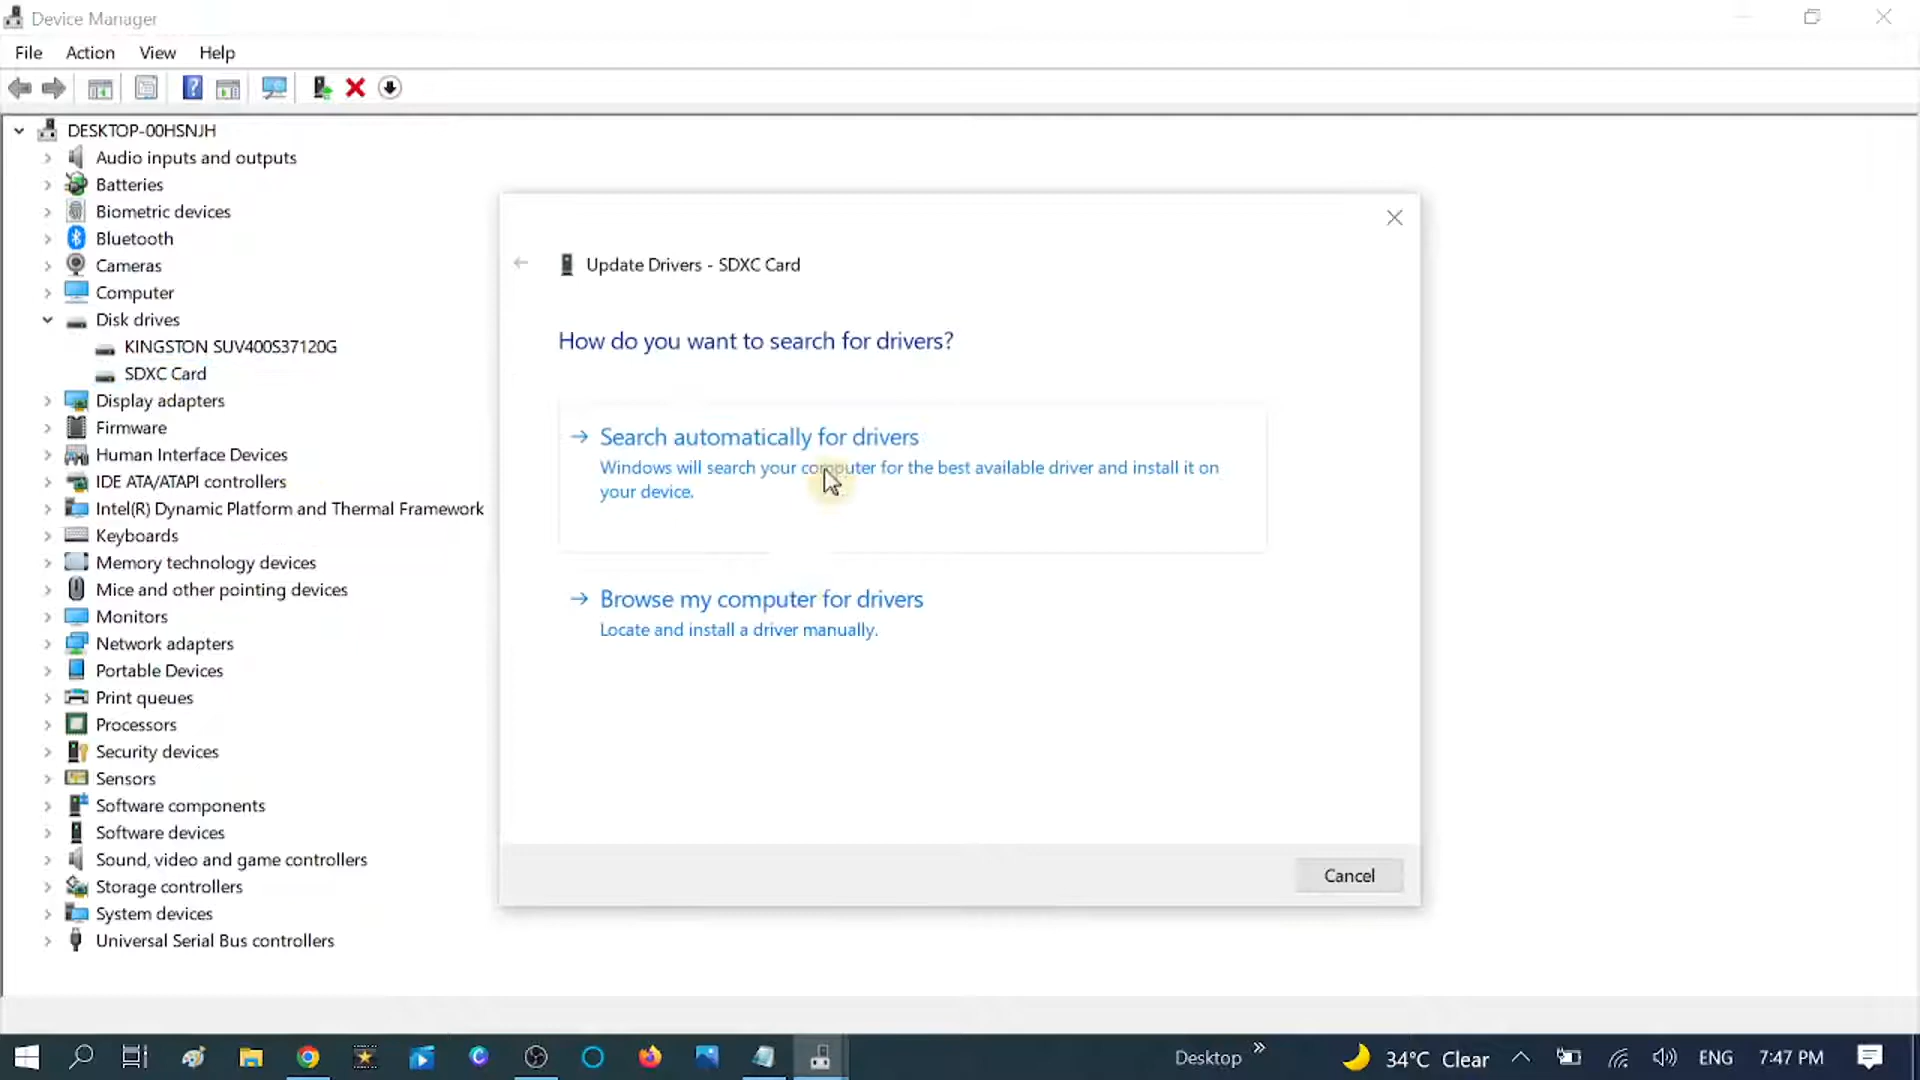 Device Manager
File Action View Help
DESKTOP-00HSNJH
Audio inputs and outputs
Batteries
Biometric devices
Bluetooth
Cameras
Computer
Disk drives
KINGSTON SUV400S37120G
SDXC Card
Display adapters
Firmware
Human Interface Devices
IDE ATA/ATAPI controllers
Intel(R) Dynamic Platform and Thermal Framework
Keyboards
Memory technology devices
Mice and other pointing devices
Monitors
Network adapters
Portable Devices
Print queues
Processors
Security devices
Sensors
Software components
Software devices
Sound, video and game controllers
Storage controllers
System devices
Universal Serial Bus controllers
Update Drivers - SDXC Card
How do you want to search for drivers?
Search automatically for drivers
Windows will search your computer for the best available driver and install it on
your device.
Browse my computer for drivers
Locate and install a driver manually.
Cancel
Desktop 34°C Clear ENG 7:47 PM